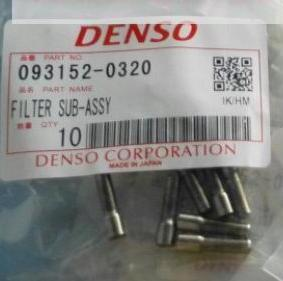 DENSO
品番 PART NO.
093152-0320
品名 PART NAME
FILTER SUB-ASSY
IK/HM
数量 QTY
10
DENSO CORPORATION
MADE IN JAPAN